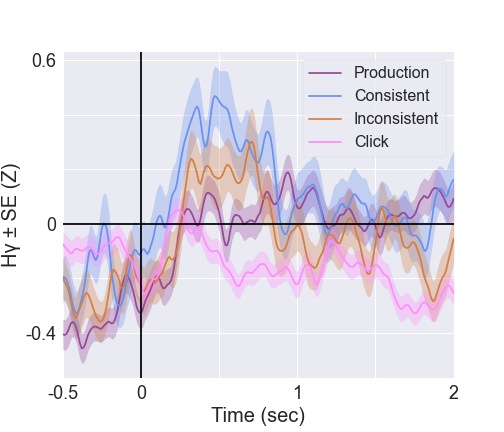 Production
Consistent
Inconsistent
Click
0.6
0
-0.4
Hγ ± SE (Z)
-0.5
0
1
2
Time (sec)